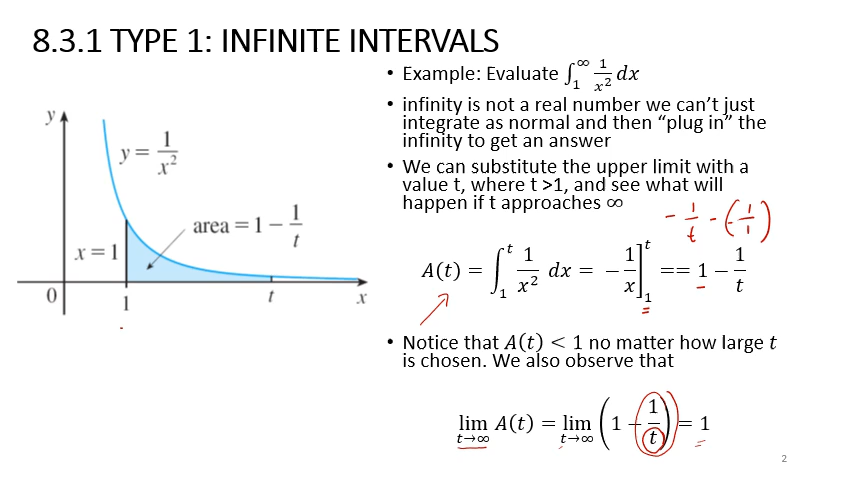 8.3.1 TYPE 1: INFINITE INTERVALS
y
y = 1/x²
area = 1 − 1/t
x = 1
0
1
t
x
• Example: Evaluate ∫₁^∞ 1/x² dx
• infinity is not a real number we can’t just
integrate as normal and then “plug in” the
infinity to get an answer
• We can substitute the upper limit with a
value t, where t >1, and see what will
happen if t approaches ∞
− 1/t − (− 1/1)
A(t) = ∫₁^t 1/x² dx = − 1/x ]₁^t == 1 − 1/t
• Notice that A(t) < 1 no matter how large t
is chosen. We also observe that
lim t→∞ A(t) = lim t→∞ (1 − 1/t) = 1
2